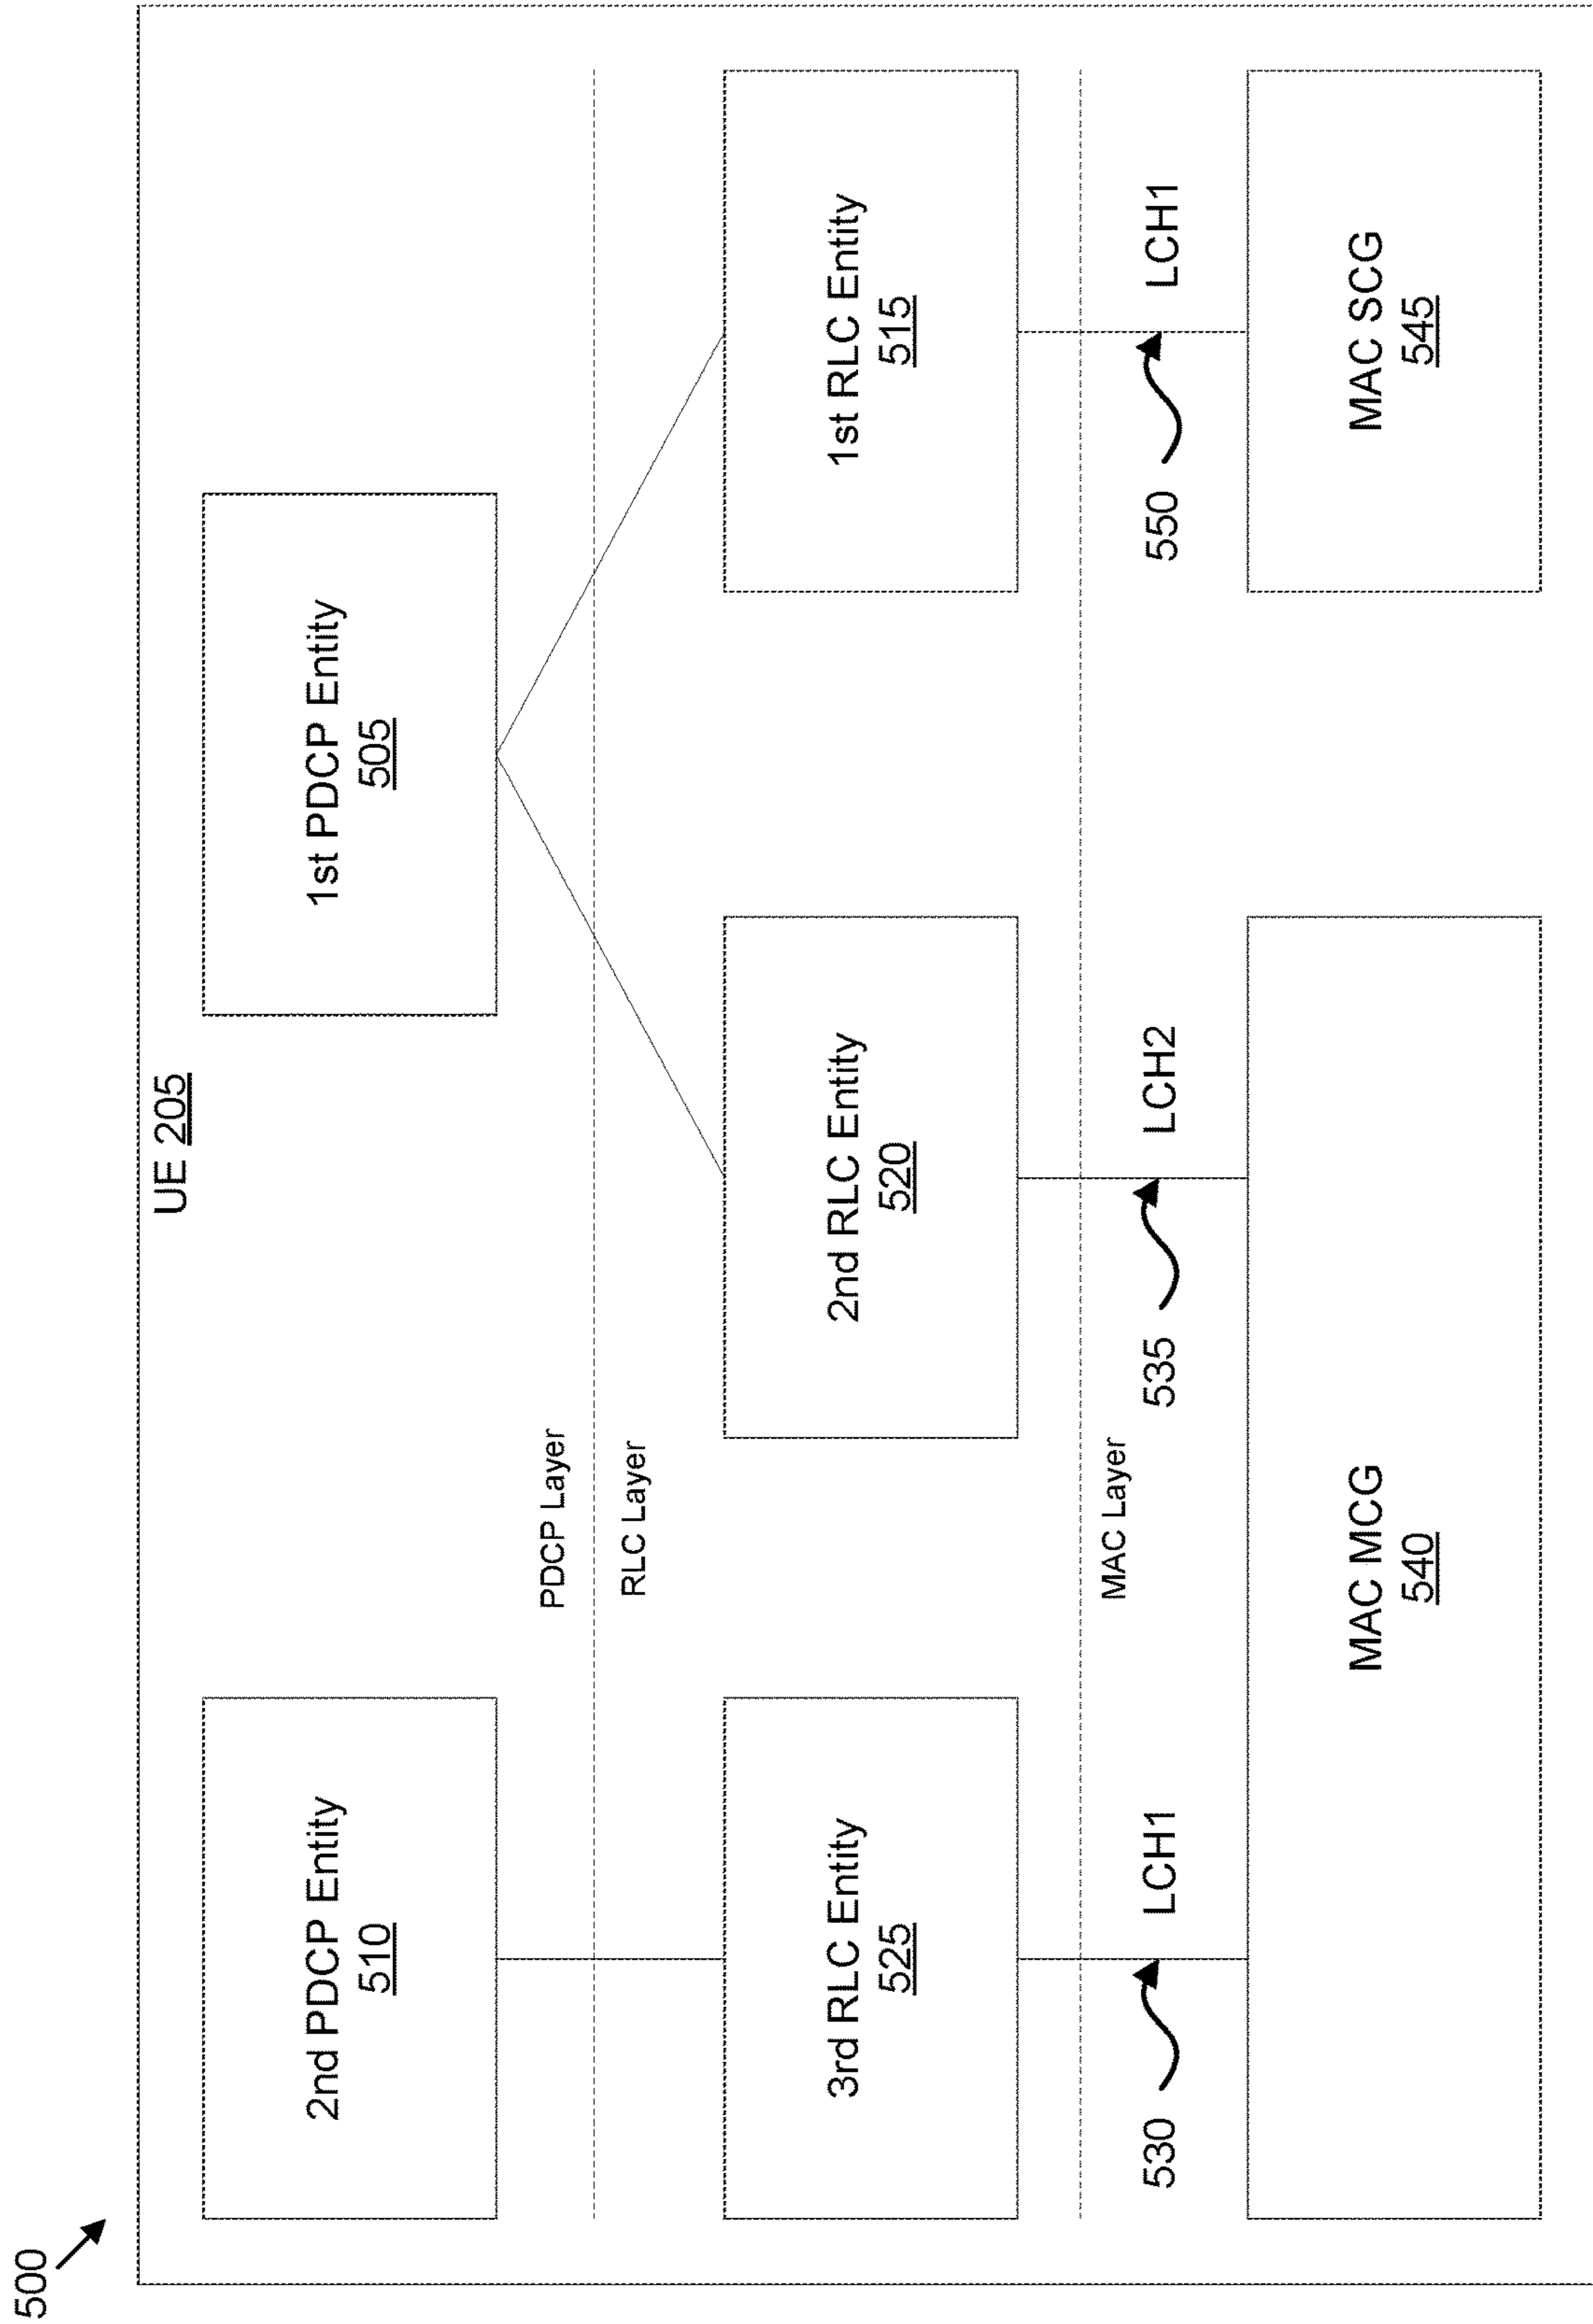 500
UE 205
2nd PDCP Entity
510
1st PDCP Entity
505
PDCP Layer
RLC Layer
3rd RLC Entity
525
2nd RLC Entity
520
1st RLC Entity
515
MAC Layer
530
LCH1
535
LCH2
550
LCH1
MAC MCG
540
MAC SCG
545